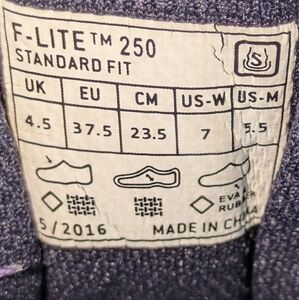 F-LITE™ 250
STANDARD FIT
S
UK EU CM US-W US-M
4.5 37.5 23.5 7 5.5
EVA
RUB
5/2016 MADE IN CHINA